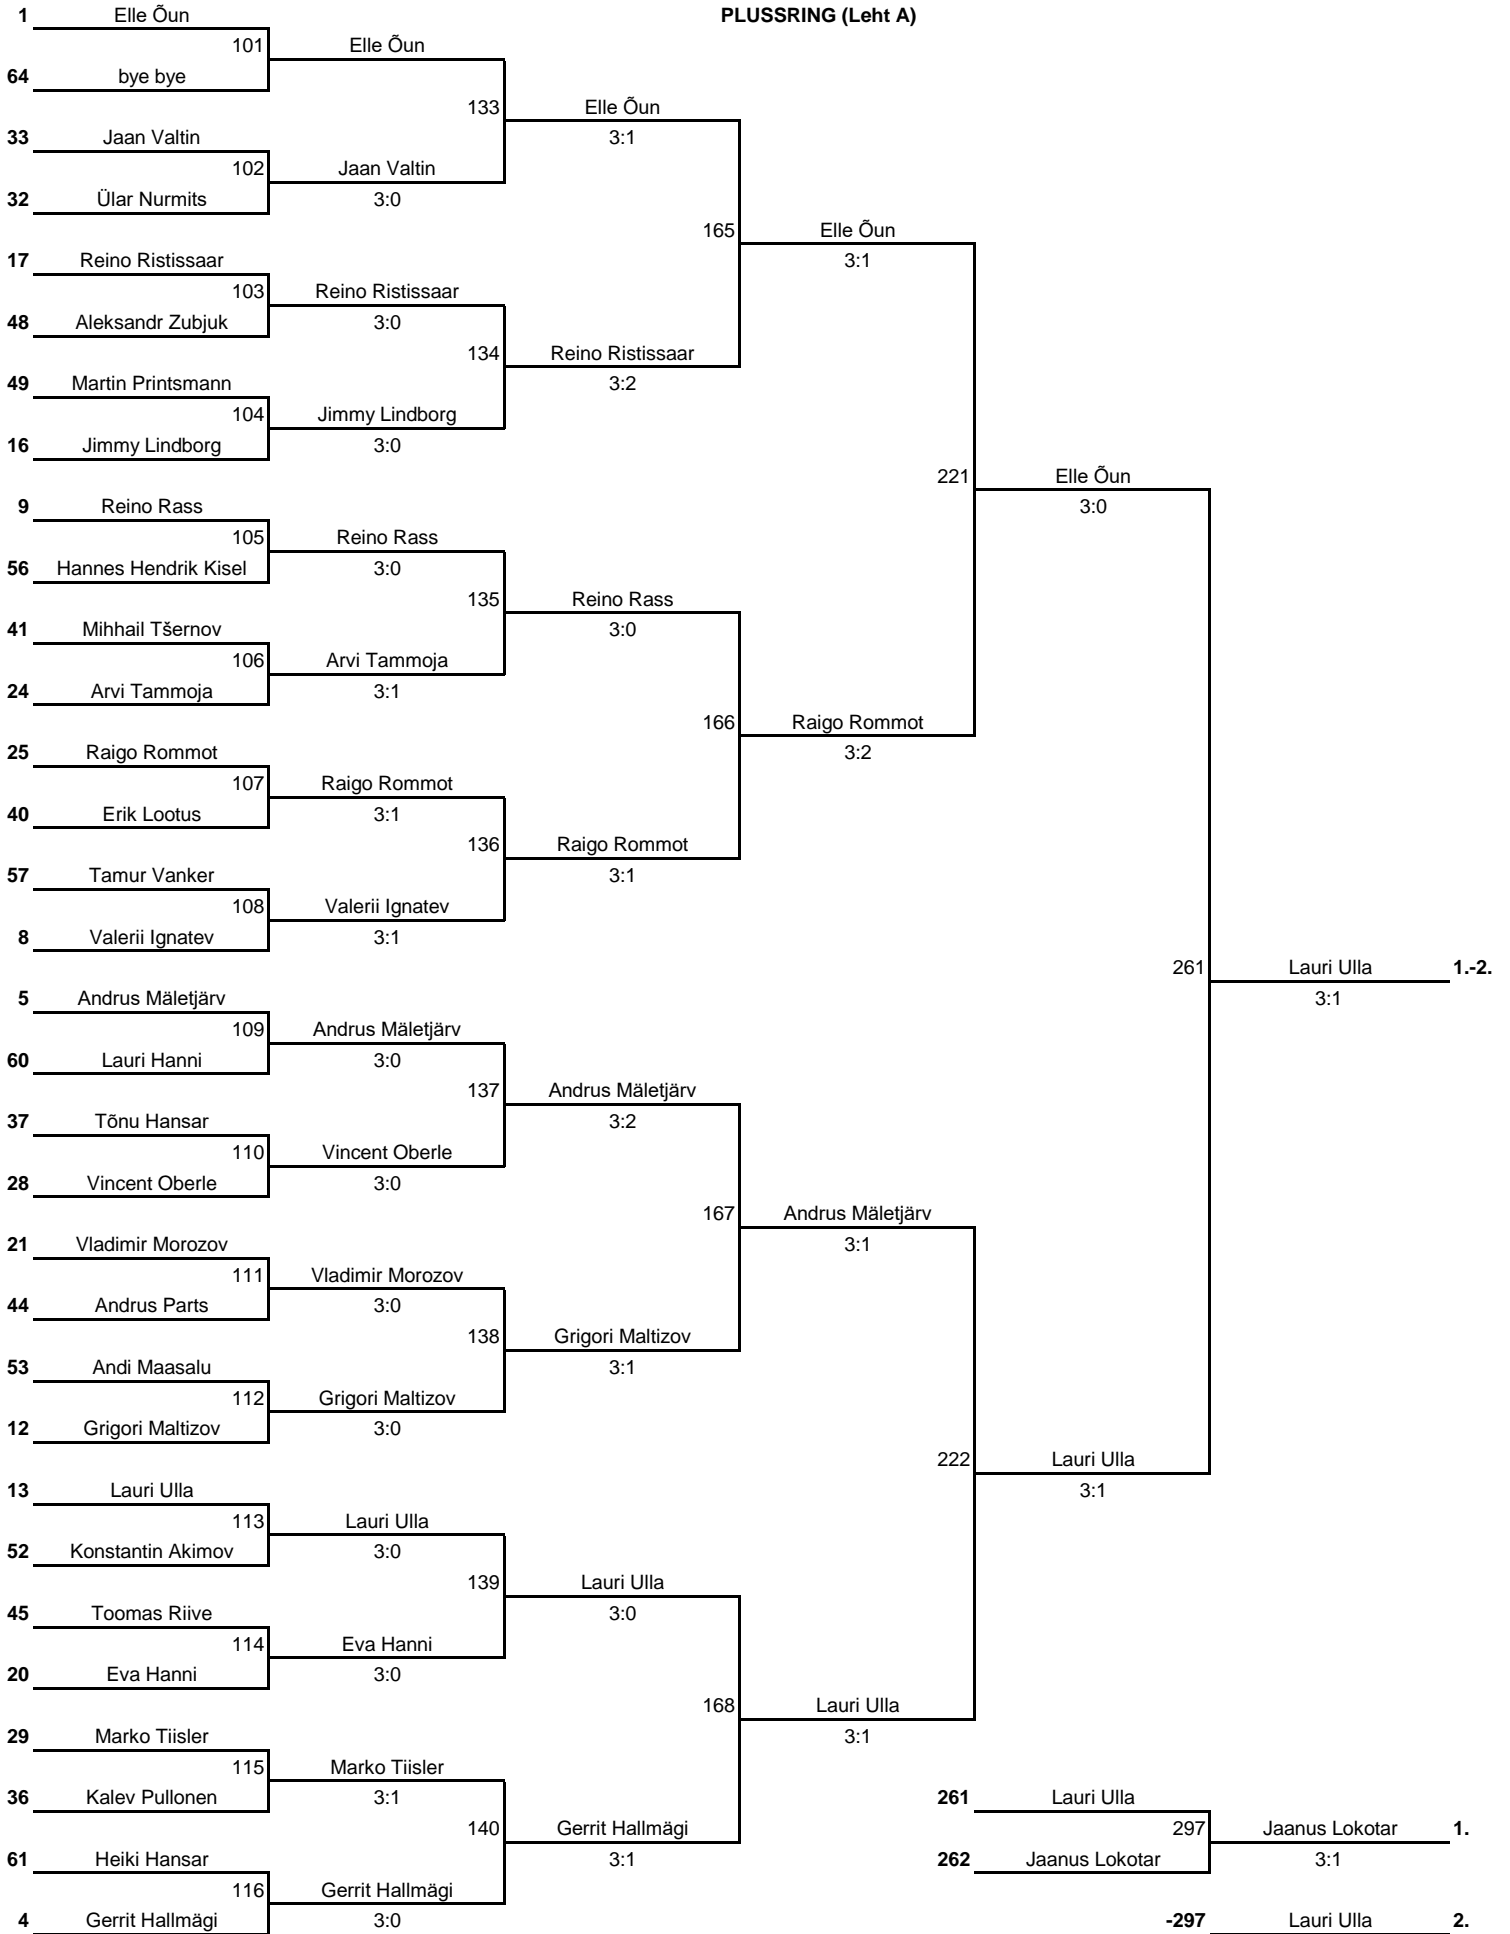 PLUSSRING (Leht A)
1 Elle Õun
101 Elle Õun
64 bye bye
133 Elle Õun
3:1
33 Jaan Valtin
102 Jaan Valtin
3:0
32 Ülar Nurmits
165 Elle Õun
3:1
17 Reino Ristissaar
103 Reino Ristissaar
3:0
48 Aleksandr Zubjuk
134 Reino Ristissaar
3:2
49 Martin Printsmann
104 Jimmy Lindborg
3:0
16 Jimmy Lindborg
221 Elle Õun
3:0
9 Reino Rass
105 Reino Rass
3:0
56 Hannes Hendrik Kisel
135 Reino Rass
3:0
41 Mihhail Tšernov
106 Arvi Tammoja
3:1
24 Arvi Tammoja
166 Raigo Rommot
3:2
25 Raigo Rommot
107 Raigo Rommot
3:1
40 Erik Lootus
136 Raigo Rommot
3:1
57 Tamur Vanker
108 Valerii Ignatev
3:1
8 Valerii Ignatev
261 Lauri Ulla 1.-2.
3:1
5 Andrus Mäletjärv
109 Andrus Mäletjärv
3:0
60 Lauri Hanni
137 Andrus Mäletjärv
3:2
37 Tõnu Hansar
110 Vincent Oberle
3:0
28 Vincent Oberle
167 Andrus Mäletjärv
3:1
21 Vladimir Morozov
111 Vladimir Morozov
3:0
44 Andrus Parts
138 Grigori Maltizov
3:1
53 Andi Maasalu
112 Grigori Maltizov
3:0
12 Grigori Maltizov
222 Lauri Ulla
3:1
13 Lauri Ulla
113 Lauri Ulla
3:0
52 Konstantin Akimov
139 Lauri Ulla
3:0
45 Toomas Riive
114 Eva Hanni
3:0
20 Eva Hanni
168 Lauri Ulla
3:1
29 Marko Tiisler
115 Marko Tiisler
3:1
36 Kalev Pullonen
140 Gerrit Hallmägi
3:1
61 Heiki Hansar
116 Gerrit Hallmägi
3:0
4 Gerrit Hallmägi
261 Lauri Ulla
297 Jaanus Lokotar 1.
3:1
262 Jaanus Lokotar
-297 Lauri Ulla 2.